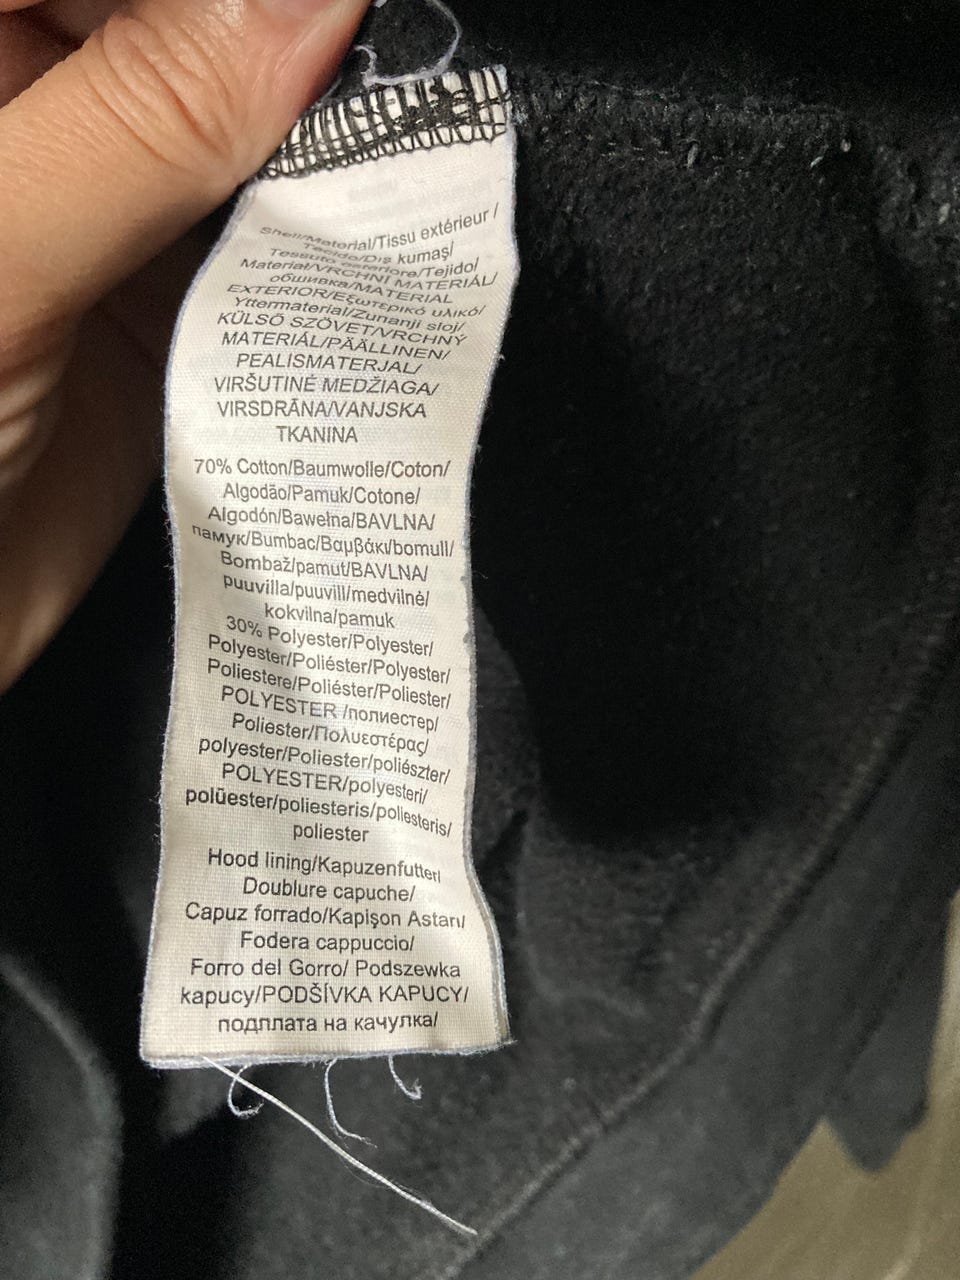 Shell/Material/Tissu extérieur /
Tecido/Dış kumaş/
Tessuto esteriore/Tejido/
Materiał/VRCHNÍ MATERIÁL/
обшивка/MATERIAL
EXTERIOR/Εξωτερικό υλικό/
Yttermaterial/Zunanji sloj/
KÜLSŐ SZÖVET/VRCHNÝ
MATERIÁL/PÄÄLLINEN/
PEALISMATERJAL/
VIRŠUTINĖ MEDŽIAGA/
VIRSDRĀNA/VANJSKA
TKANINA
70% Cotton/Baumwolle/Coton/
Algodão/Pamuk/Cotone/
Algodón/Bawełna/BAVLNA/
памук/Bumbac/Βαμβάκι/bomull/
Bombaž/pamut/BAVLNA/
puuvilla/puuvill/medvilnė/
kokvilna/pamuk
30% Polyester/Polyester/
Polyester/Poliéster/Polyester/
Poliestere/Poliéster/Poliester/
POLYESTER /полиестер/
Poliester/Πολυεστέρας/
polyester/Poliester/poliészter/
POLYESTER/polyesteri/
polüester/poliesteris/poliesteris/
poliester
Hood lining/Kapuzenfutter/
Doublure capuche/
Capuz forrado/Kapişon Astarı/
Fodera cappuccio/
Forro del Gorro/ Podszewka
kapucy/PODŠÍVKA KAPUCY/
подплата на качулка/